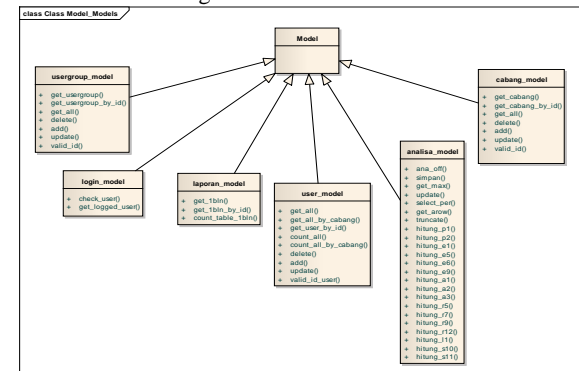 class Class Model_Models
Model
usergroup_model
+ get_usergroup()
+ get_usergroup_by_id()
+ get_all()
+ delete()
+ add()
+ update()
+ valid_id()
cabang_model
+ get_cabang()
+ get_cabang_by_id()
+ get_all()
+ delete()
+ add()
+ update()
+ valid_id()
login_model
+ check_user()
+ get_logged_user()
laporan_model
+ get_1bln()
+ get_1bln_by_id()
+ count_table_1bln()
user_model
+ get_all()
+ get_all_by_cabang()
+ get_user_by_id()
+ count_all()
+ count_all_by_cabang()
+ delete()
+ add()
+ update()
+ valid_id_user()
analisa_model
+ ana_off()
+ simpan()
+ get_max()
+ update()
+ select_per()
+ get_arow()
+ truncate()
+ hitung_p1()
+ hitung_p2()
+ hitung_e1()
+ hitung_e5()
+ hitung_e6()
+ hitung_e9()
+ hitung_a1()
+ hitung_a2()
+ hitung_a3()
+ hitung_r5()
+ hitung_r7()
+ hitung_r9()
+ hitung_r12()
+ hitung_l1()
+ hitung_s10()
+ hitung_s11()